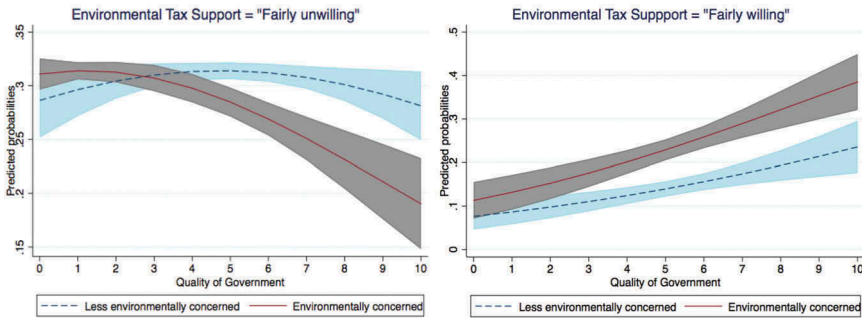 Environmental Tax Support = "Fairly unwilling"
Predicted probabilities
.35
.3
.25
.2
.15
0 1 2 3 4 5 6 7 8 9 10
Quality of Government
Less environmentally concerned Environmentally concerned
Environmental Tax Suppport = "Fairly willing"
Predicted probabilities
.5
.4
.3
.2
.1
0
0 1 2 3 4 5 6 7 8 9 10
Quality of Government
Less environmentally concerned Environmentally concerned